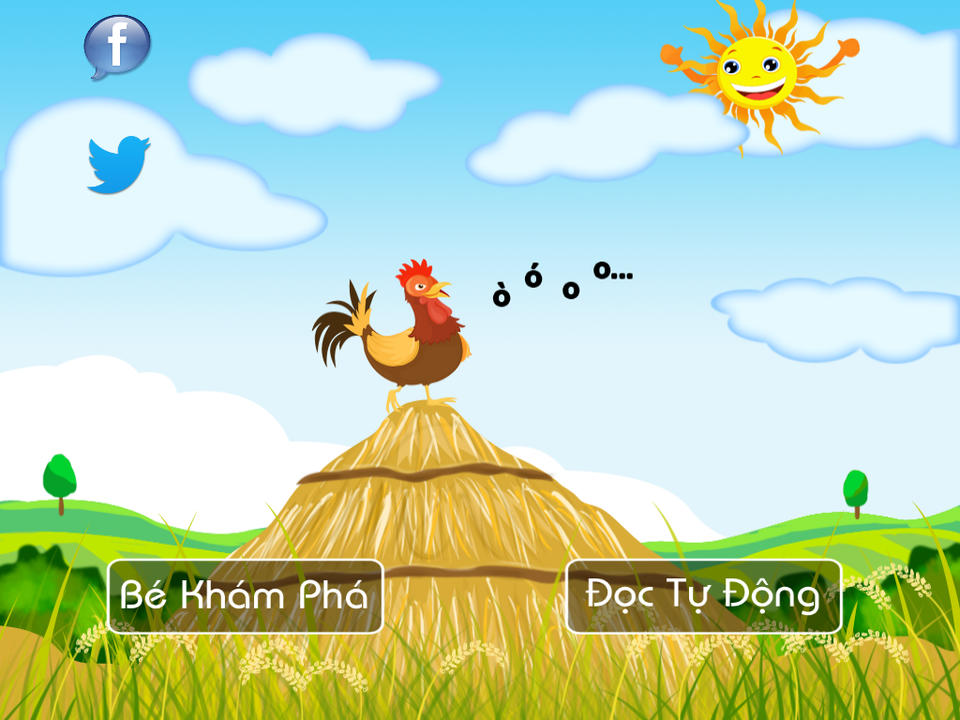 f
ò ó o o...
Bé Khám Phá
Đọc Tự Động